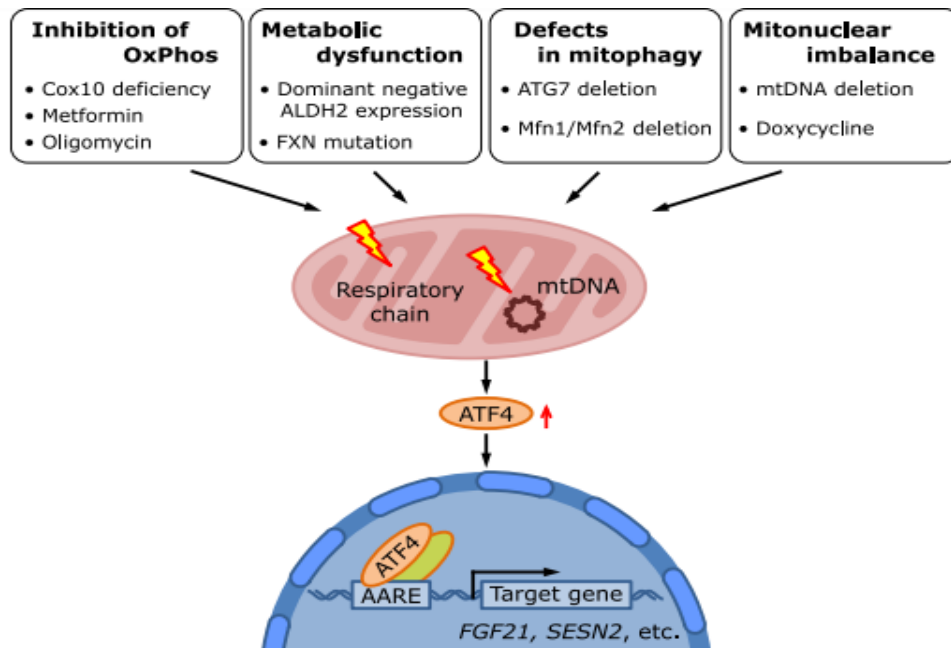 Inhibition of
OxPhos
• Cox10 deficiency
• Metformin
• Oligomycin
Metabolic
dysfunction
• Dominant negative
ALDH2 expression
• FXN mutation
Defects
in mitophagy
• ATG7 deletion
• Mfn1/Mfn2 deletion
Mitonuclear
imbalance
• mtDNA deletion
• Doxycycline
Respiratory
chain
mtDNA
ATF4
ATF4
AARE
Target gene
FGF21, SESN2, etc.